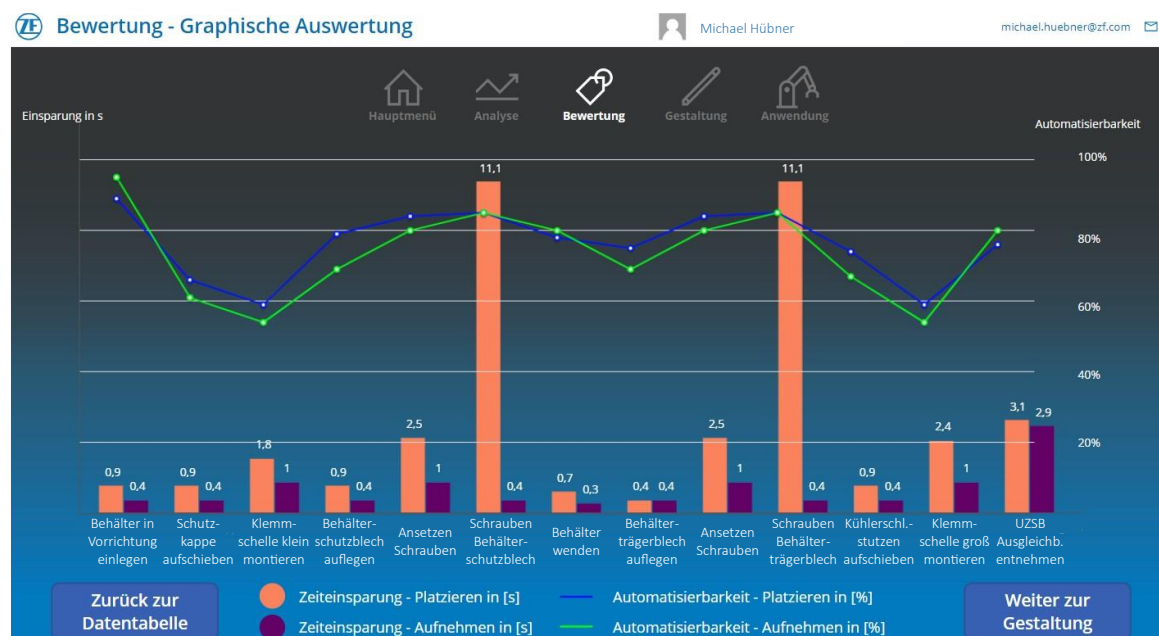 ZF Bewertung - Graphische Auswertung
Michael Hübner
michael.huebner@zf.com
Hauptmenü
Analyse
Bewertung
Gestaltung
Anwendung
Einsparung in s
Automatisierbarkeit
100%
80%
60%
40%
20%
0,9
0,4
0,9
0,4
1,8
1
0,9
0,4
2,5
1
11,1
0,4
0,7
0,3
0,4
0,4
2,5
1
11,1
0,4
0,9
0,4
2,4
1
3,1
2,9
Behälter in
Vorrichtung
einlegen
Schutz-
kappe
aufschieben
Klemm-
schelle klein
montieren
Behälter-
schutzblech
auflegen
Ansetzen
Schrauben
Schrauben
Behälter-
schutzblech
Behälter
wenden
Behälter-
trägerblech
auflegen
Ansetzen
Schrauben
Schrauben
Behälter-
trägerblech
Kühlerschl.-
stutzen
aufschieben
Klemm-
schelle groß
montieren
UZSB
Ausgleichb.
entnehmen
Zurück zur
Datentabelle
Zeiteinsparung - Platzieren in [s]
Zeiteinsparung - Aufnehmen in [s]
Automatisierbarkeit - Platzieren in [%]
Automatisierbarkeit - Aufnehmen in [%]
Weiter zur
Gestaltung